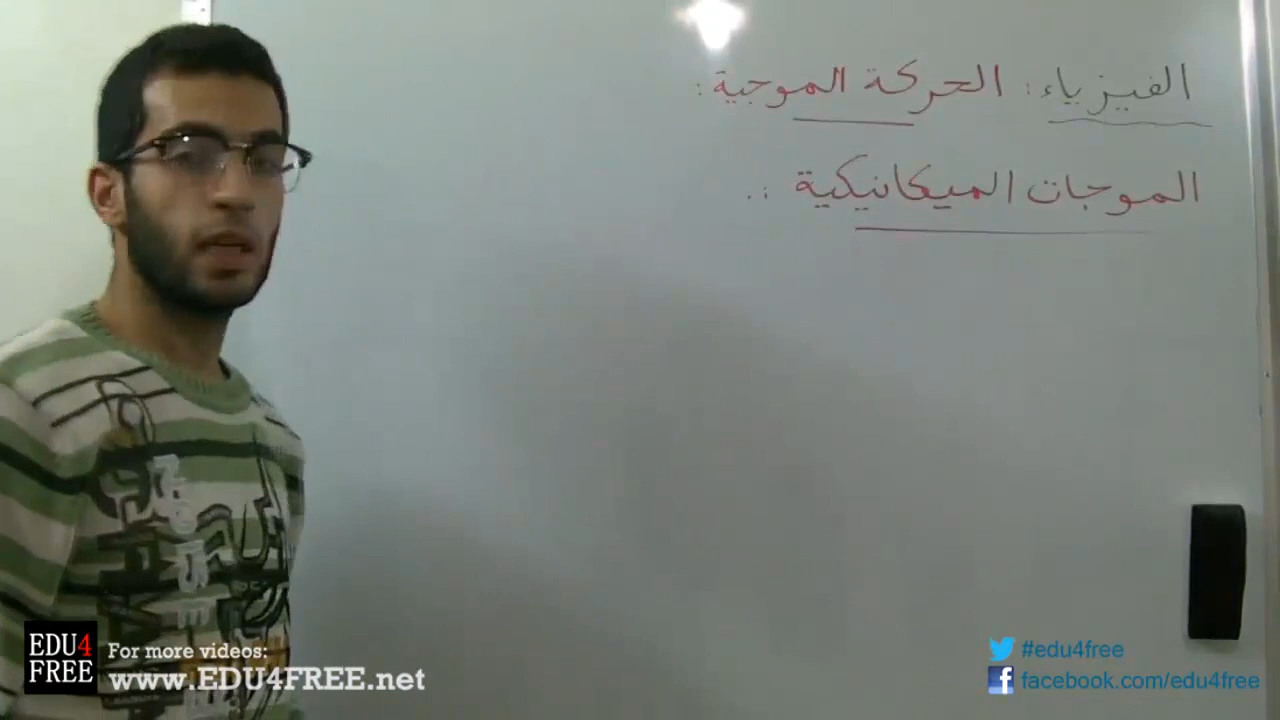 الفيزياء: الحركة الموجية:
الموجات الميكانيكية :.
EDU4
FREE
For more videos:
www.EDU4FREE.net
#edu4free
facebook.com/edu4free